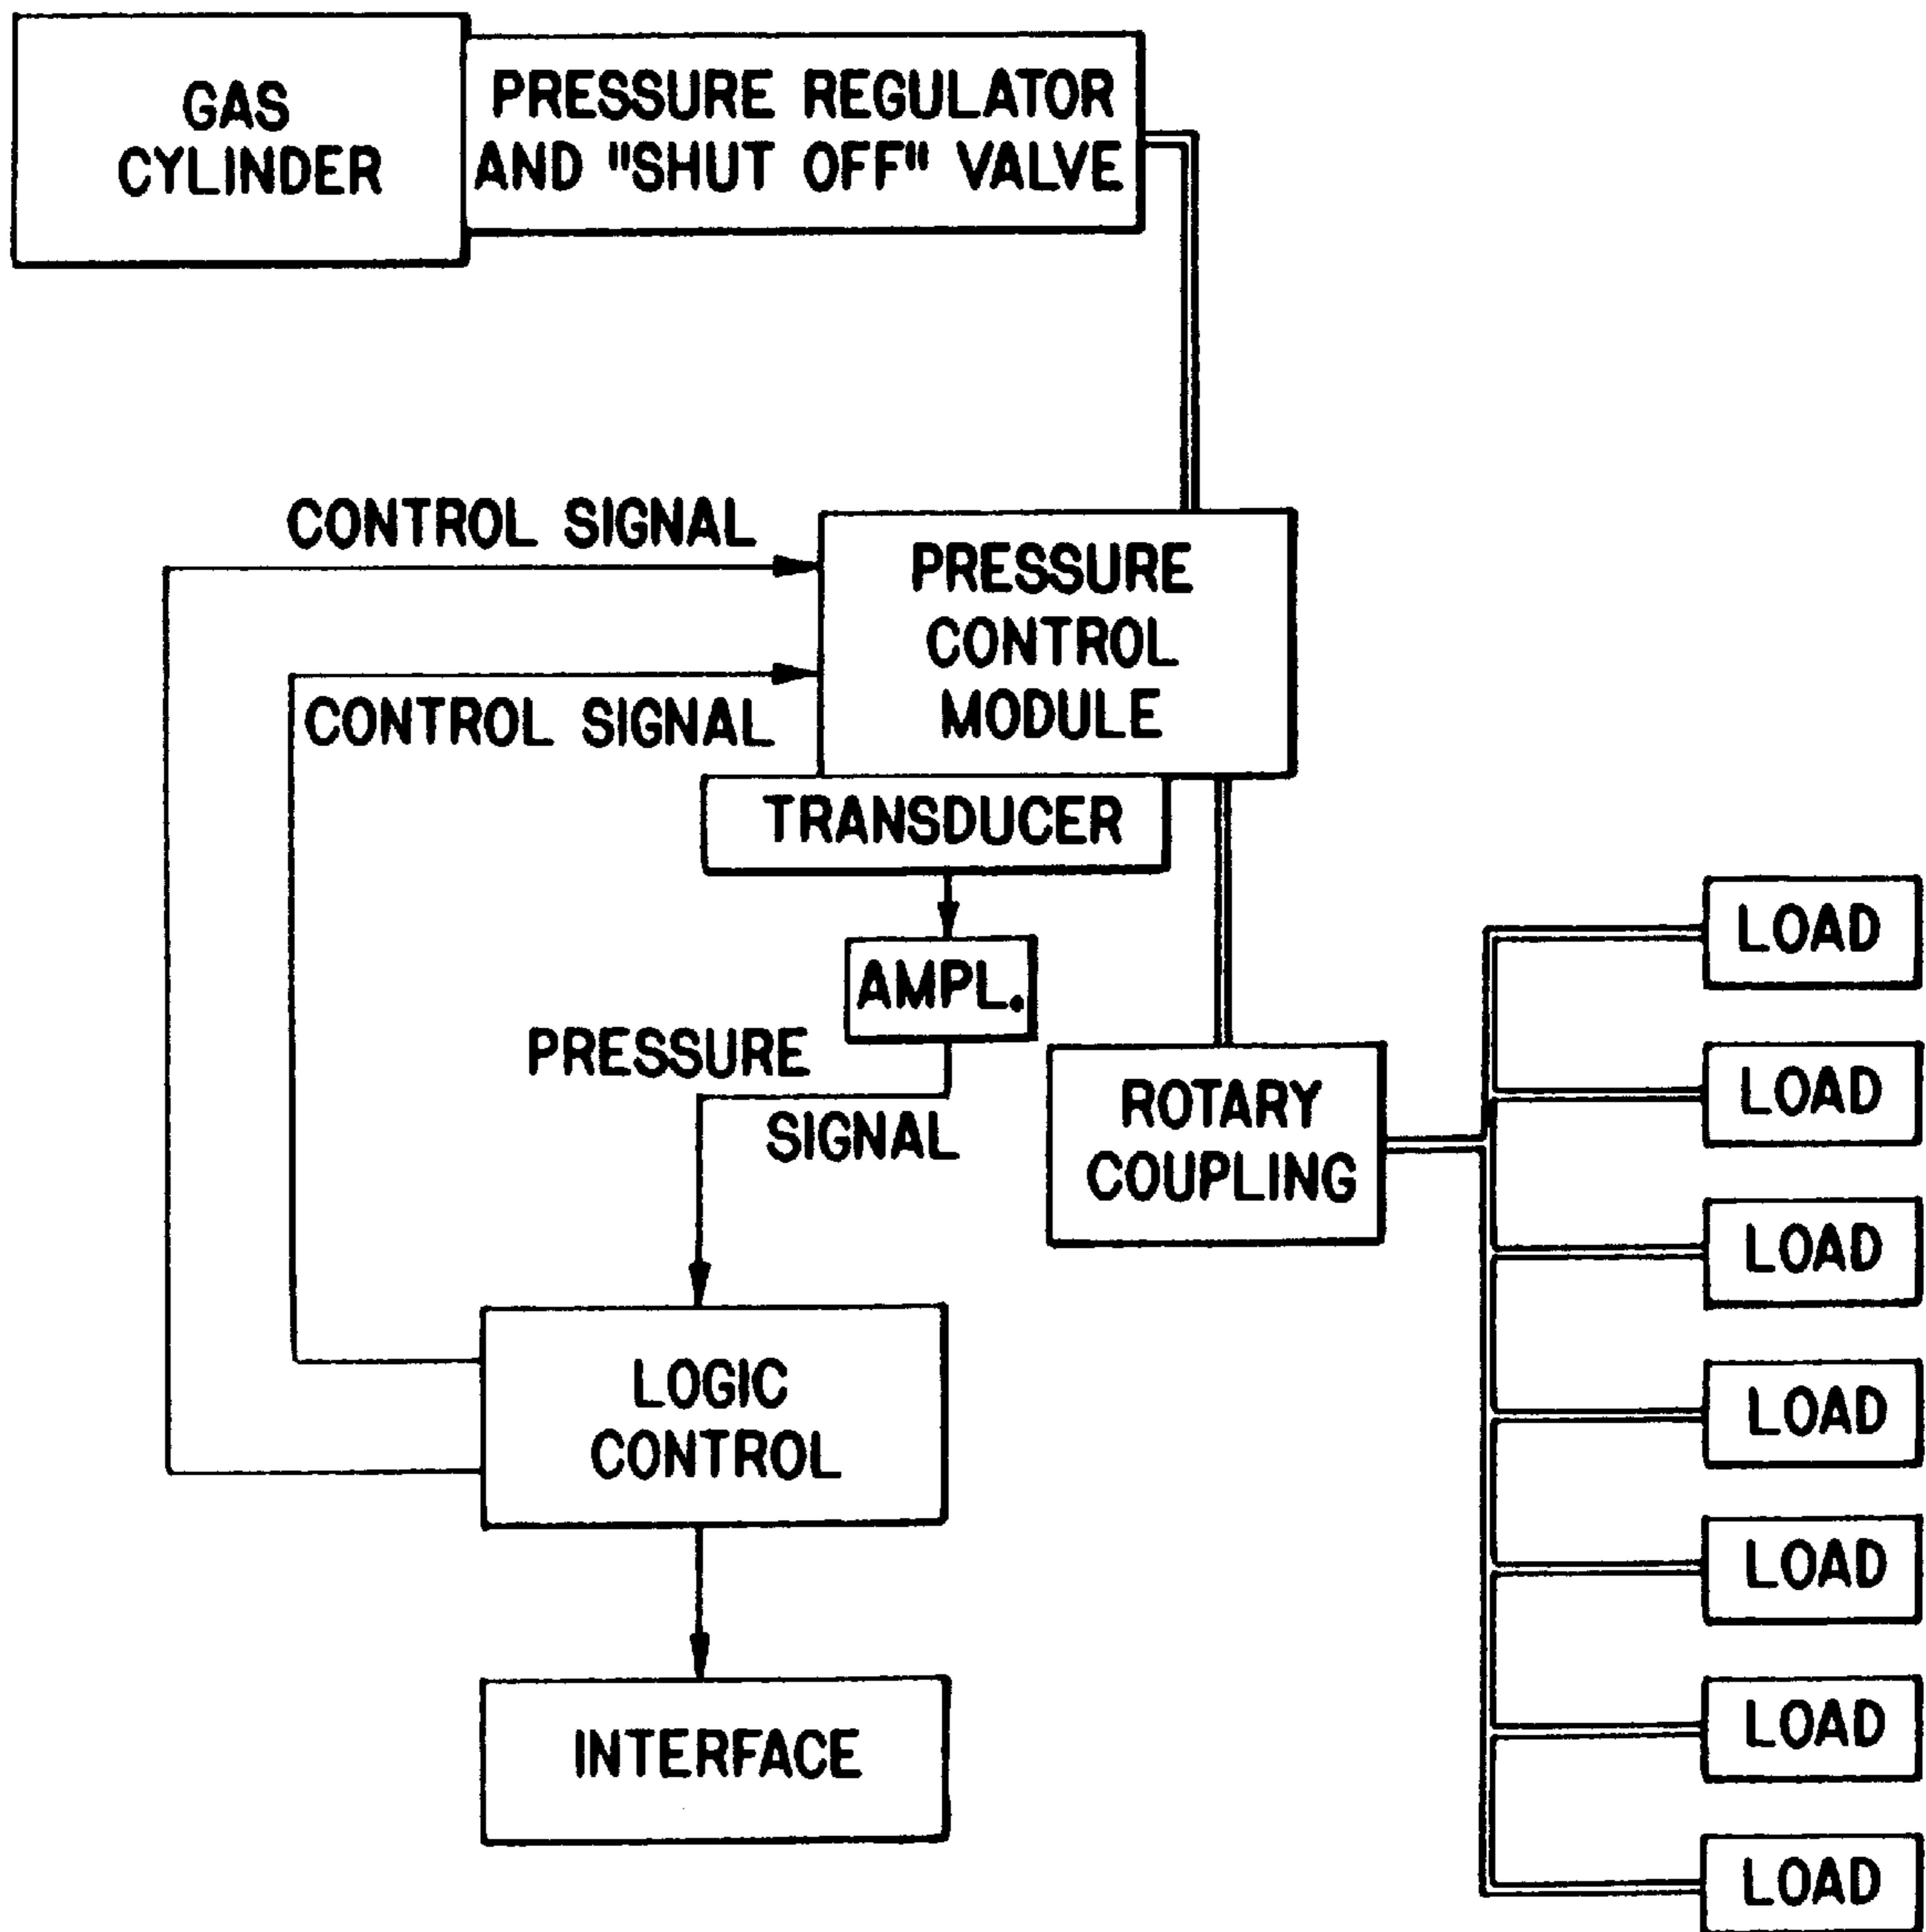 GAS
CYLINDER
PRESSURE REGULATOR
AND "SHUT OFF" VALVE
CONTROL SIGNAL
PRESSURE
CONTROL
MODULE
CONTROL SIGNAL
TRANSDUCER
AMPL.
PRESSURE
SIGNAL
ROTARY
COUPLING
LOAD
LOAD
LOAD
LOAD
LOAD
LOAD
LOAD
LOGIC
CONTROL
INTERFACE